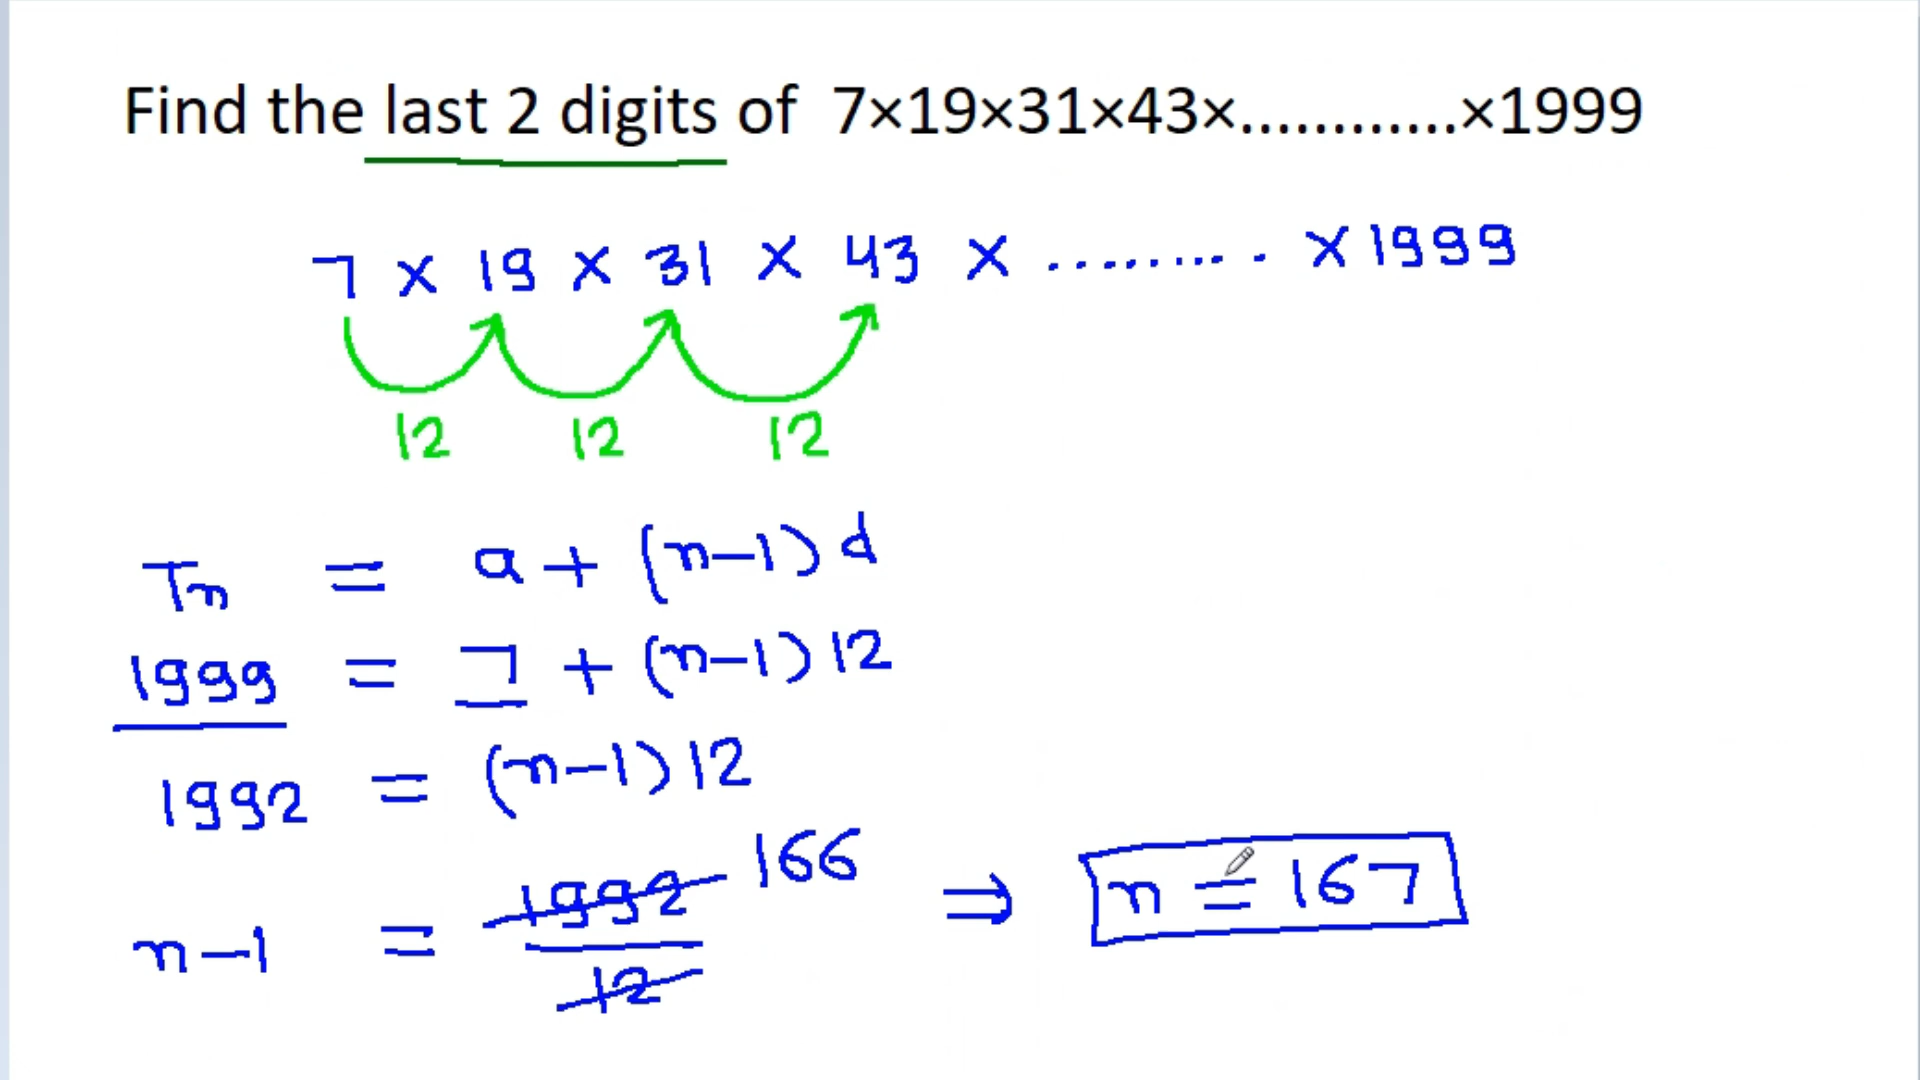 Find the last 2 digits of 7×19×31×43×............×1999
7 × 19 × 31 × 43 × ......... × 1999
12 12 12
Tn = a + (n-1) d
1999 = 7 + (n-1) 12
1992 = (n-1) 12
n-1 = 1992/12 166 ⇒ n = 167